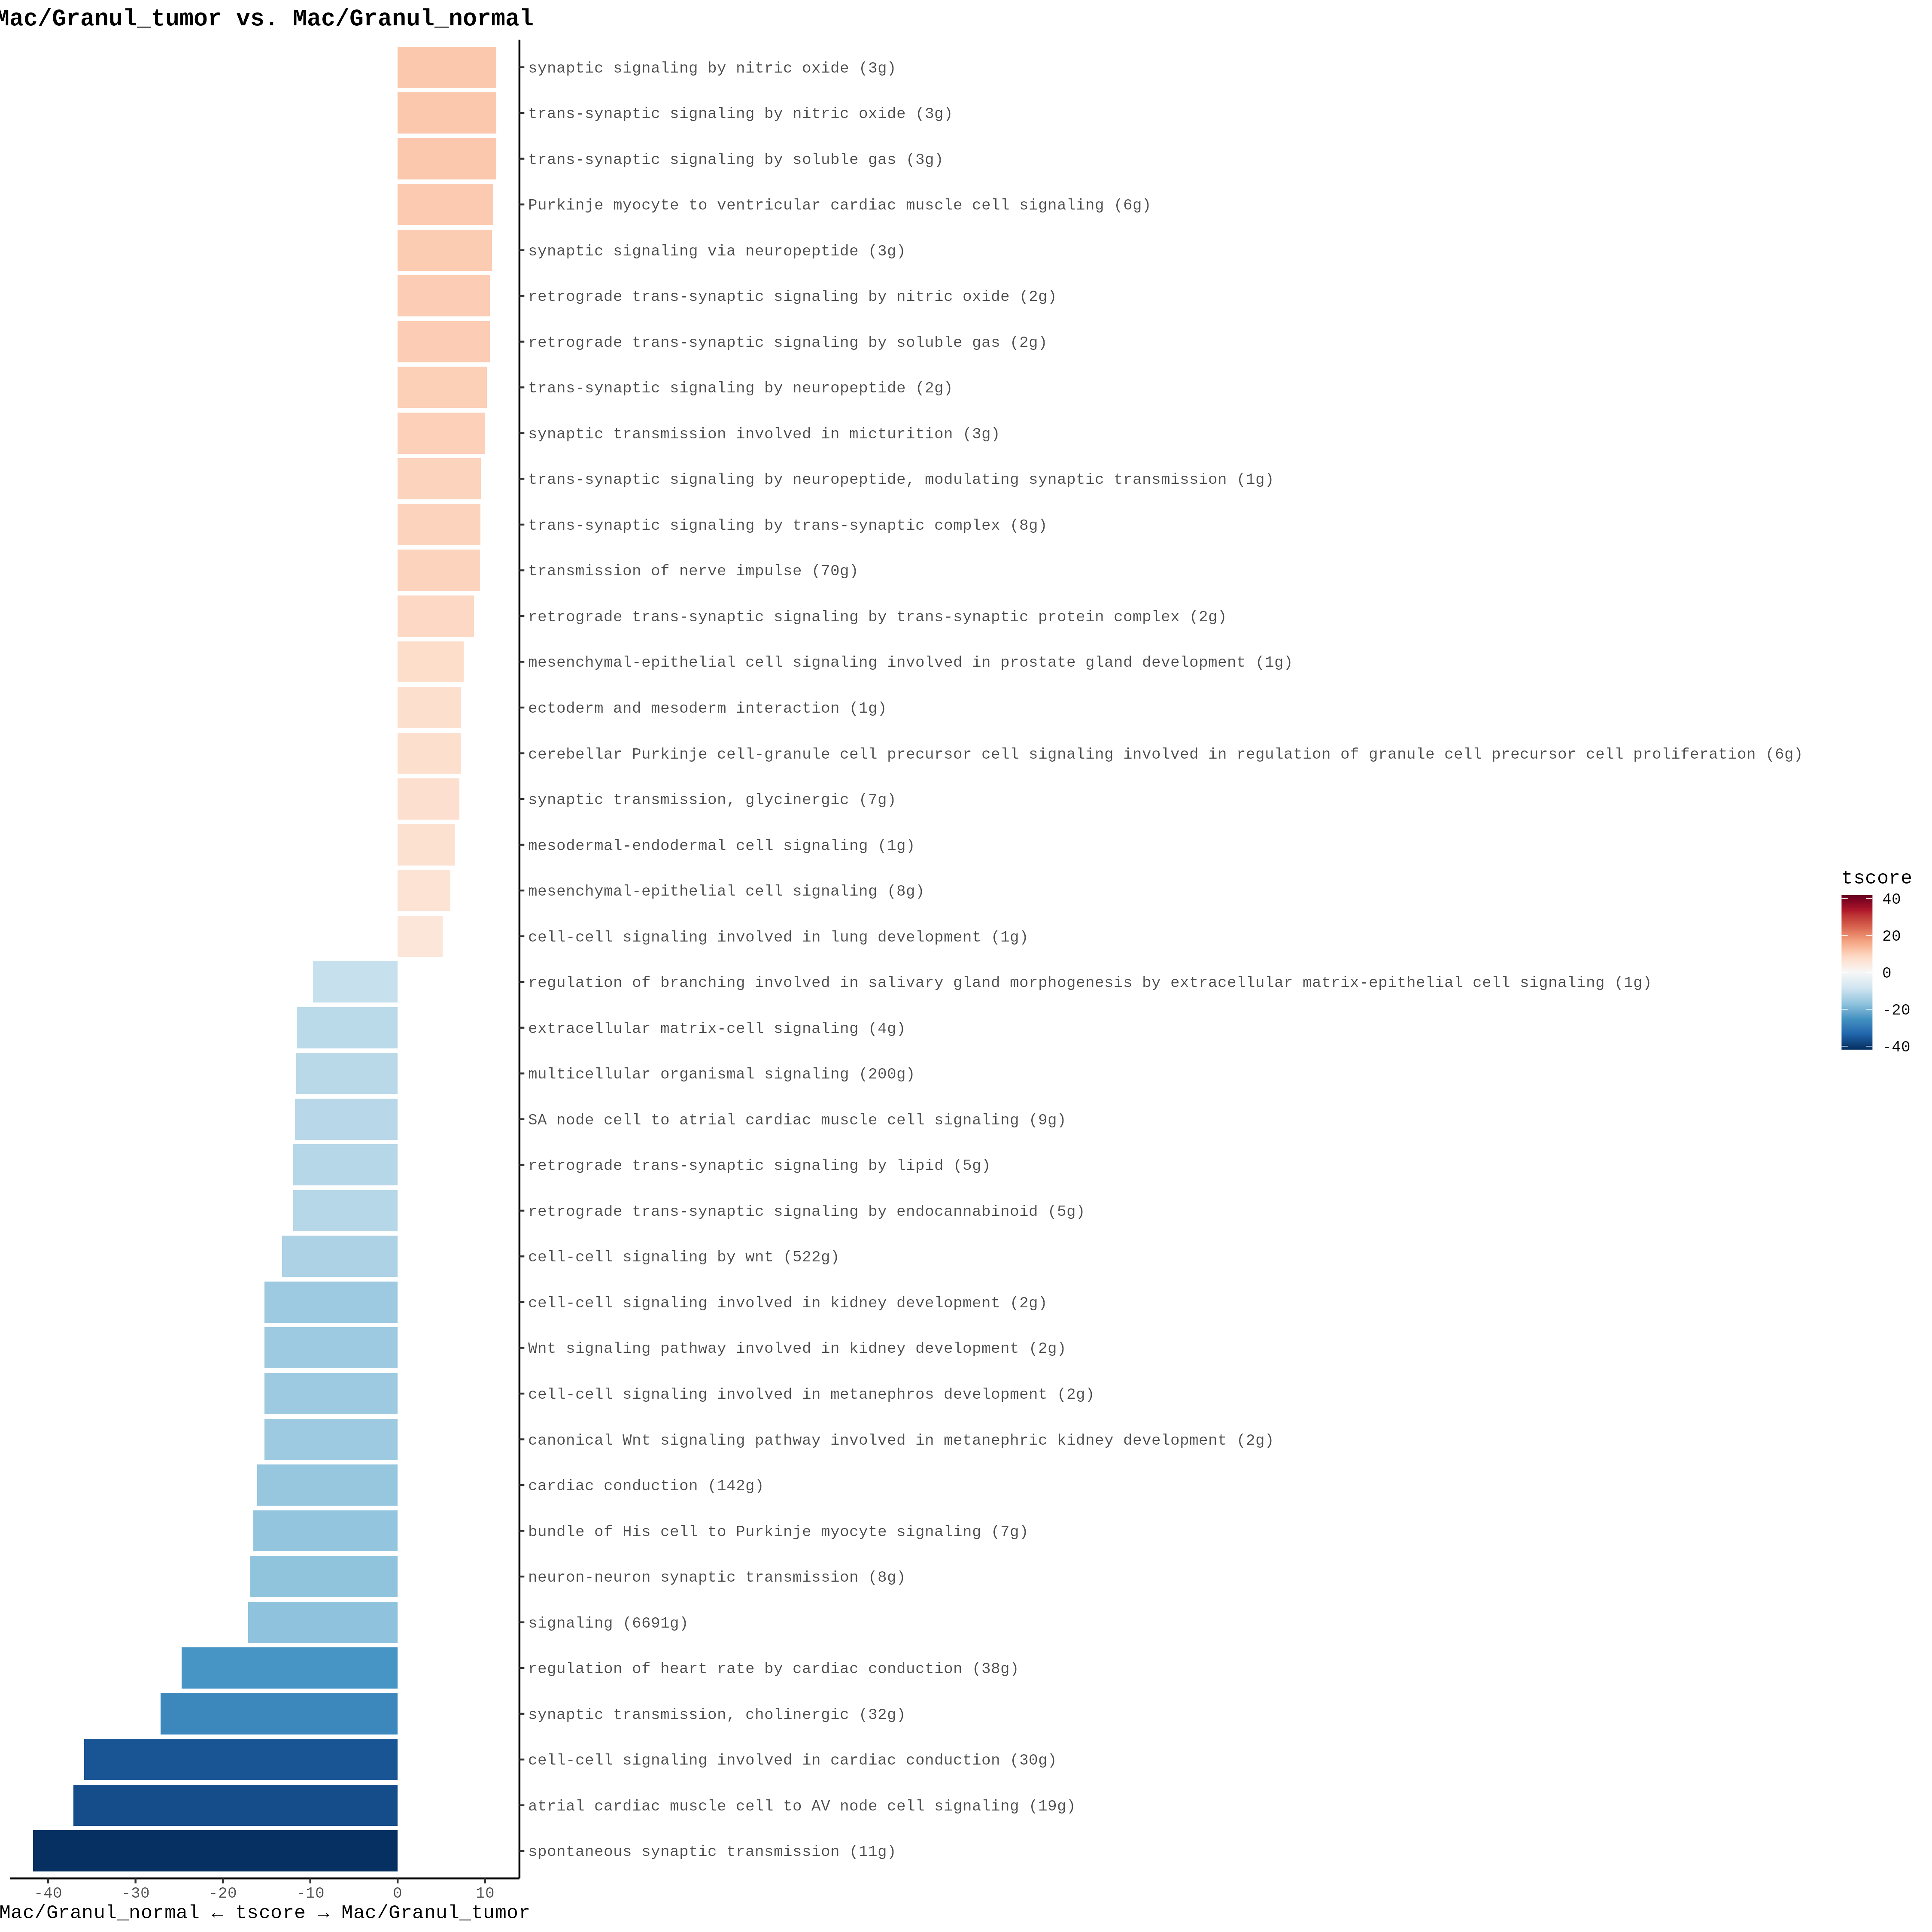 Mac/Granul_tumor vs. Mac/Granul_normal
synaptic signaling by nitric oxide (3g)
trans-synaptic signaling by nitric oxide (3g)
trans-synaptic signaling by soluble gas (3g)
Purkinje myocyte to ventricular cardiac muscle cell signaling (6g)
synaptic signaling via neuropeptide (3g)
retrograde trans-synaptic signaling by nitric oxide (2g)
retrograde trans-synaptic signaling by soluble gas (2g)
trans-synaptic signaling by neuropeptide (2g)
synaptic transmission involved in micturition (3g)
trans-synaptic signaling by neuropeptide, modulating synaptic transmission (1g)
trans-synaptic signaling by trans-synaptic complex (8g)
transmission of nerve impulse (70g)
retrograde trans-synaptic signaling by trans-synaptic protein complex (2g)
mesenchymal-epithelial cell signaling involved in prostate gland development (1g)
ectoderm and mesoderm interaction (1g)
cerebellar Purkinje cell-granule cell precursor cell signaling involved in regulation of granule cell precursor cell proliferation (6g)
synaptic transmission, glycinergic (7g)
mesodermal-endodermal cell signaling (1g)
mesenchymal-epithelial cell signaling (8g)
cell-cell signaling involved in lung development (1g)
regulation of branching involved in salivary gland morphogenesis by extracellular matrix-epithelial cell signaling (1g)
extracellular matrix-cell signaling (4g)
multicellular organismal signaling (200g)
SA node cell to atrial cardiac muscle cell signaling (9g)
retrograde trans-synaptic signaling by lipid (5g)
retrograde trans-synaptic signaling by endocannabinoid (5g)
cell-cell signaling by wnt (522g)
cell-cell signaling involved in kidney development (2g)
Wnt signaling pathway involved in kidney development (2g)
cell-cell signaling involved in metanephros development (2g)
canonical Wnt signaling pathway involved in metanephric kidney development (2g)
cardiac conduction (142g)
bundle of His cell to Purkinje myocyte signaling (7g)
neuron-neuron synaptic transmission (8g)
signaling (6691g)
regulation of heart rate by cardiac conduction (38g)
synaptic transmission, cholinergic (32g)
cell-cell signaling involved in cardiac conduction (30g)
atrial cardiac muscle cell to AV node cell signaling (19g)
spontaneous synaptic transmission (11g)
-40 -30 -20 -10 0 10
Mac/Granul_normal ← tscore → Mac/Granul_tumor
tscore
40
20
0
-20
-40